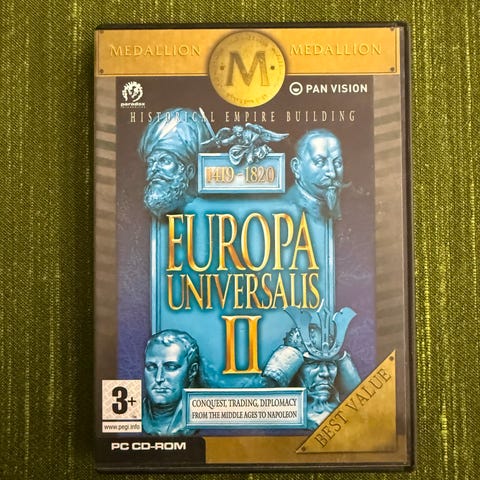 MEDALLION
M
MEDALLION
paradox
PAN VISION
HISTORICAL EMPIRE BUILDING
1419-1820
EUROPA
UNIVERSALIS
II
CONQUEST, TRADING, DIPLOMACY
FROM THE MIDDLE AGES TO NAPOLEON
BEST VALUE
3+
www.pegi.info
PC CD-ROM